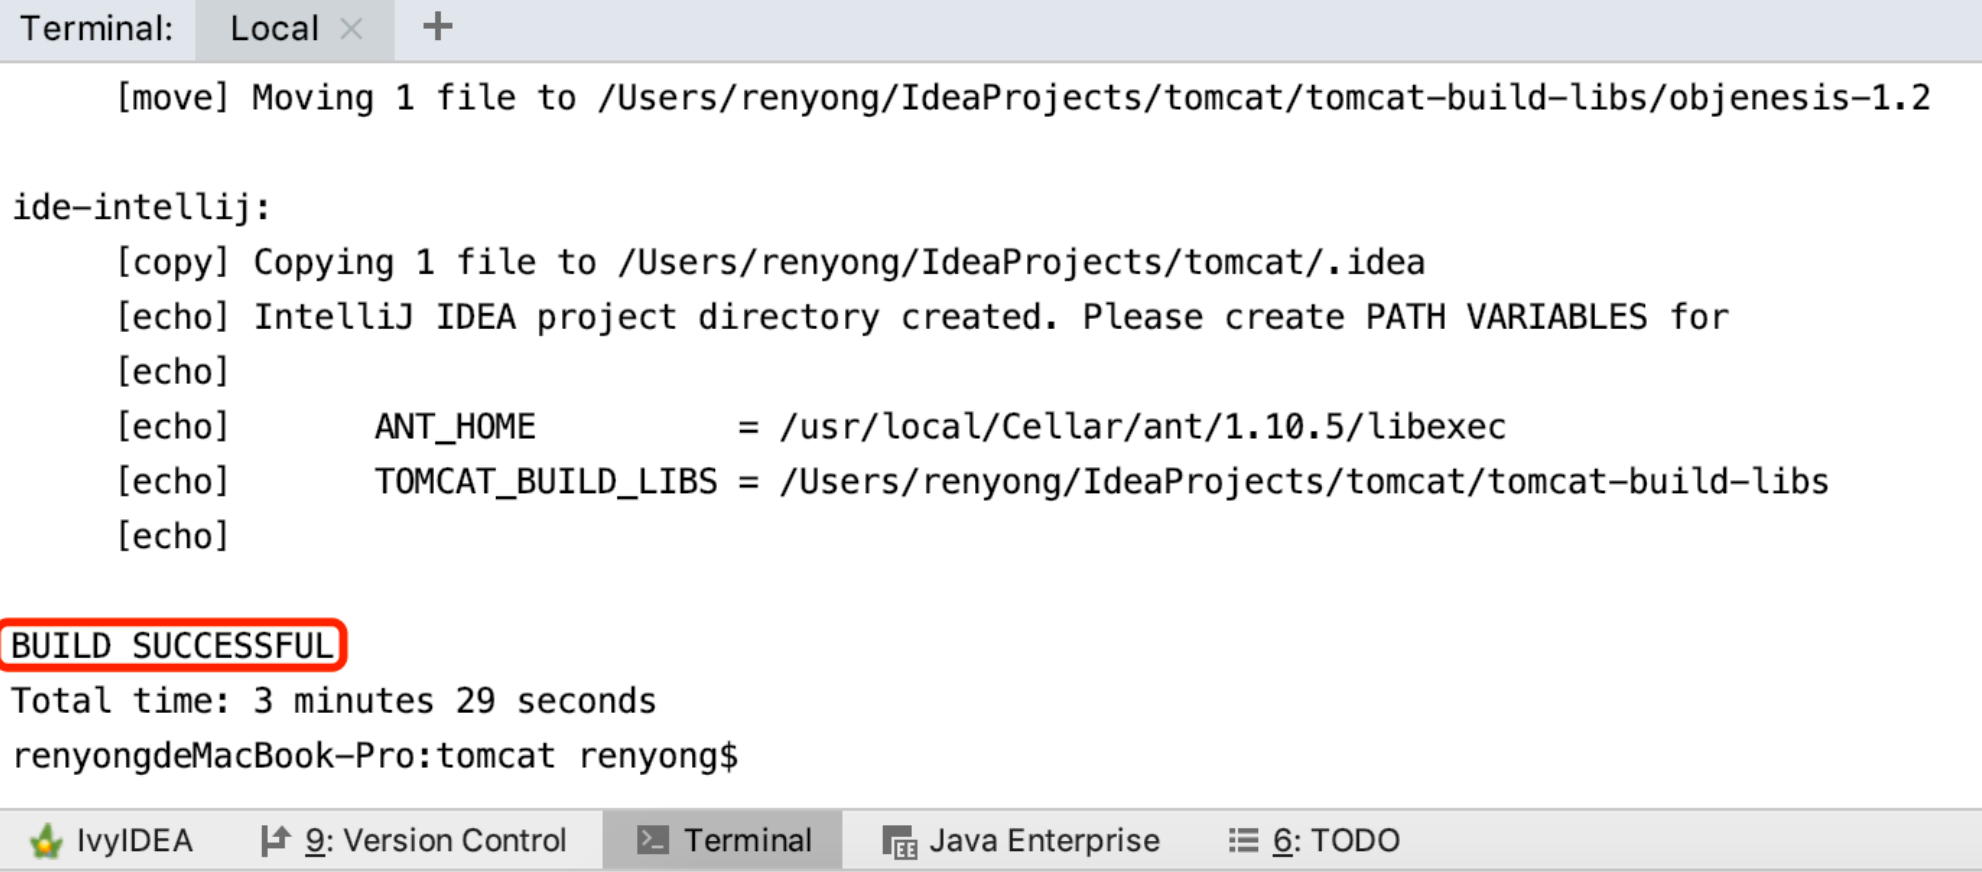 Terminal: Local × +
[move] Moving 1 file to /Users/renyong/IdeaProjects/tomcat/tomcat-build-libs/objenesis-1.2
ide-intellij:
[copy] Copying 1 file to /Users/renyong/IdeaProjects/tomcat/.idea
[echo] IntelliJ IDEA project directory created. Please create PATH VARIABLES for
[echo]
[echo] ANT_HOME = /usr/local/Cellar/ant/1.10.5/libexec
[echo] TOMCAT_BUILD_LIBS = /Users/renyong/IdeaProjects/tomcat/tomcat-build-libs
[echo]
BUILD SUCCESSFUL
Total time: 3 minutes 29 seconds
renyongdeMacBook-Pro:tomcat renyong$
IvyIDEA 9: Version Control Terminal Java Enterprise 6: TODO